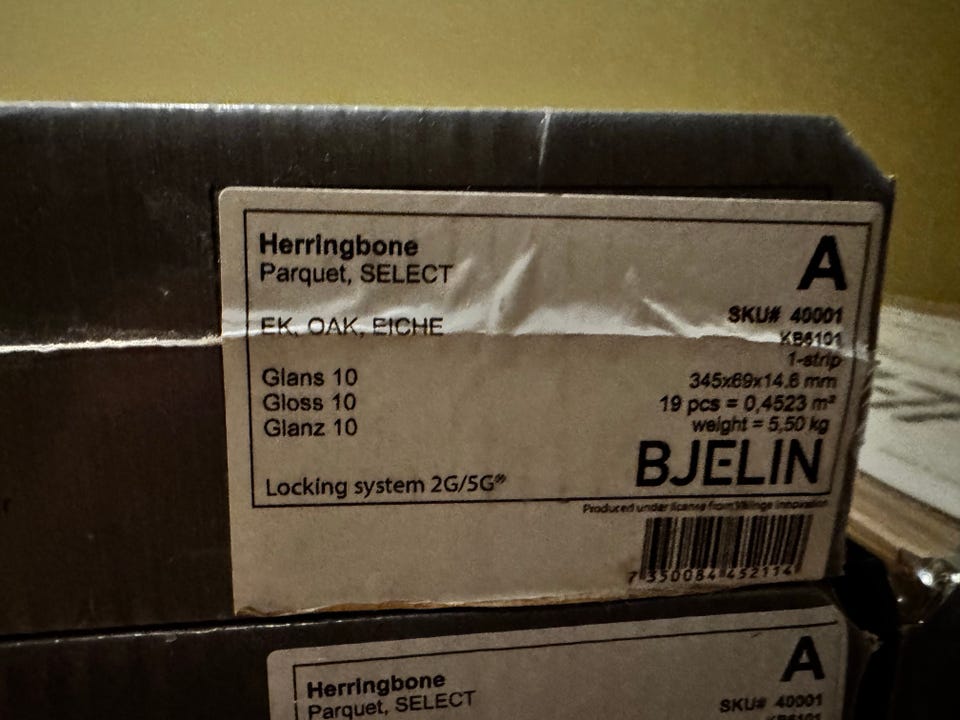 Herringbone
Parquet, SELECT
A
EK, OAK, EICHE
SKU# 40001
KB6101
1-strip
Glans 10
Gloss 10
Glanz 10
345x69x14,6 mm
19 pcs = 0,4523 m²
weight = 5,50 kg
BJELIN
Locking system 2G/5G®
Produced under license from Välinge Innovation
7 350084 452114
Herringbone
Parquet, SELECT
A
SKU# 40001
KB6101